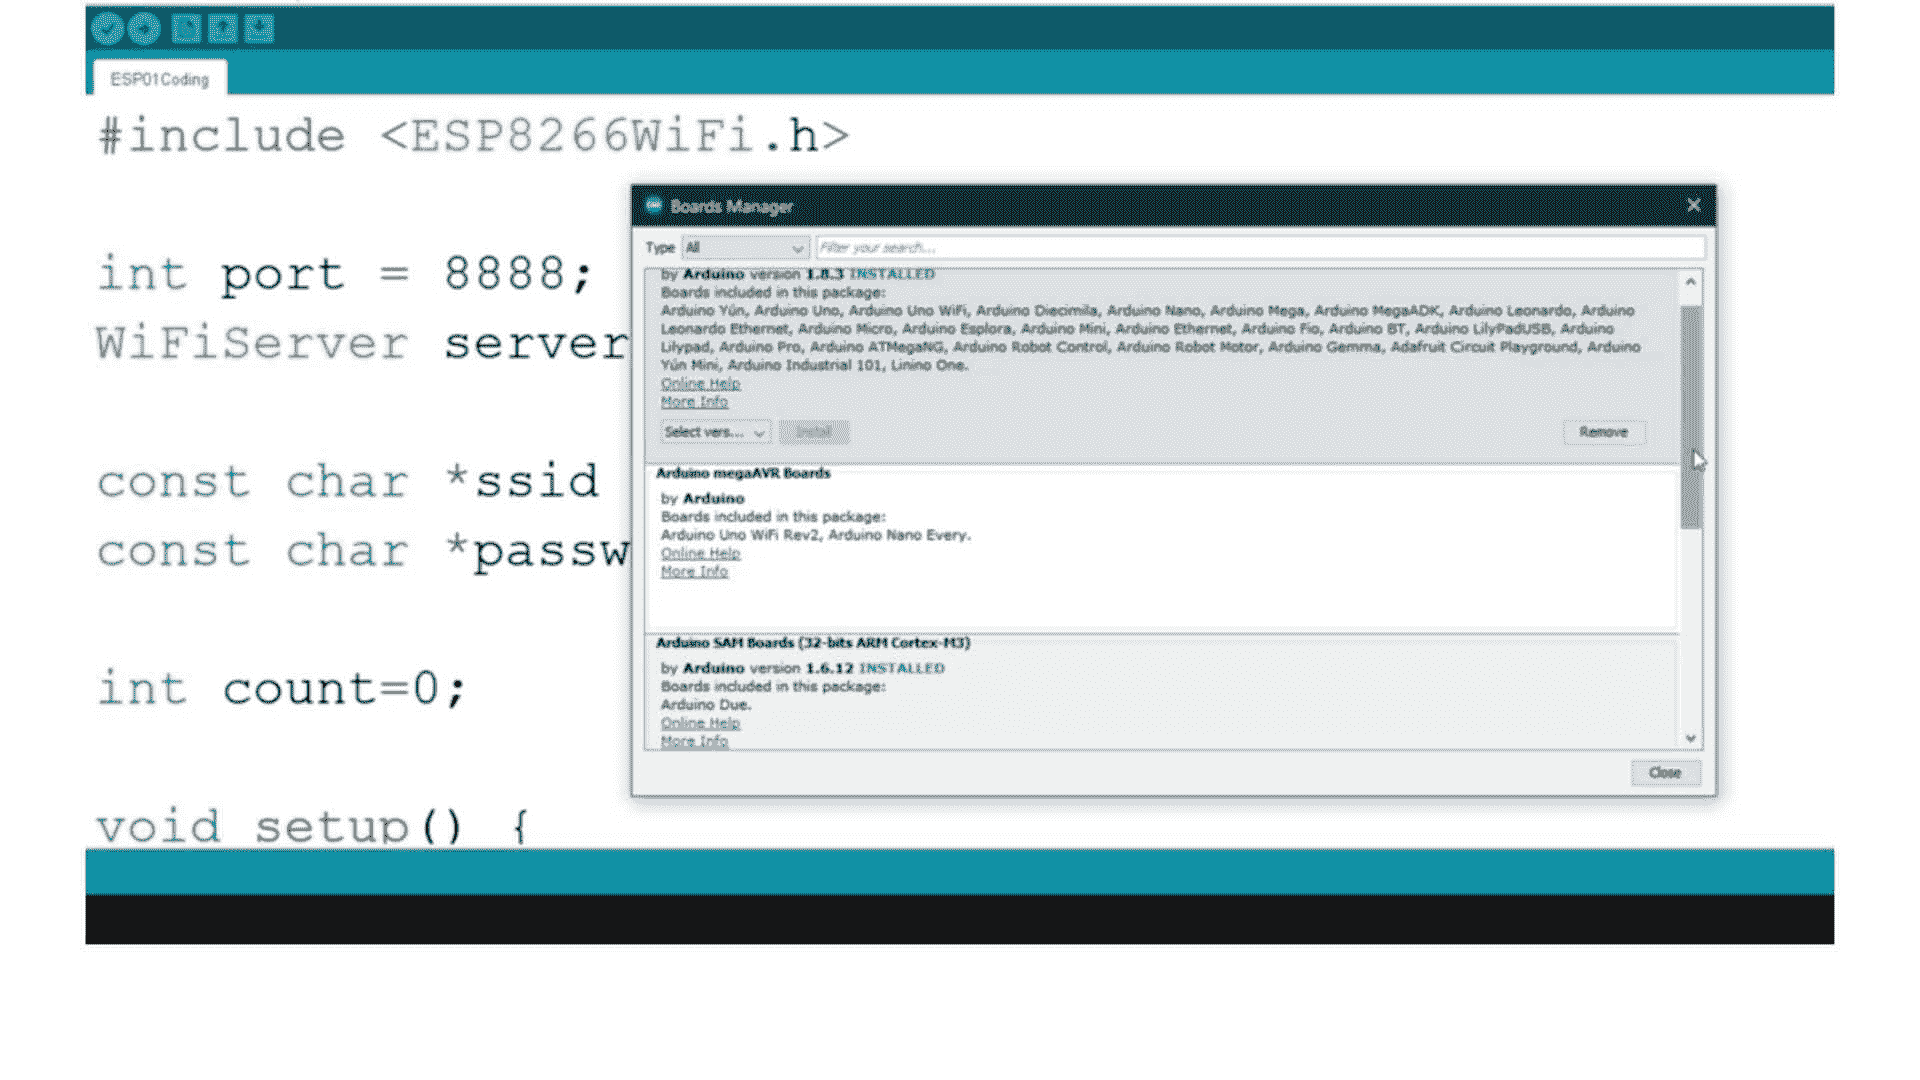 ESP01Coding
#include <ESP8266WiFi.h>
int port = 8888;
WiFiServer server
const char *ssid
const char *passw
int count=0;
void setup() {
Boards Manager
Type All Filter your search...
by Arduino version 1.8.3 INSTALLED
Boards included in this package:
Arduino Yún, Arduino Uno, Arduino Uno WiFi, Arduino Diecimila, Arduino Nano, Arduino Mega, Arduino MegaADK, Arduino Leonardo, Arduino
Leonardo Ethernet, Arduino Micro, Arduino Esplora, Arduino Mini, Arduino Ethernet, Arduino Fio, Arduino BT, Arduino LilyPadUSB, Arduino
Lilypad, Arduino Pro, Arduino ATMegaNG, Arduino Robot Control, Arduino Robot Motor, Arduino Gemma, Adafruit Circuit Playground, Arduino
Yún Mini, Arduino Industrial 101, Linino One.
Online Help
More Info
Select vers... Install Remove
Arduino megaAVR Boards
by Arduino
Boards included in this package:
Arduino Uno WiFi Rev2, Arduino Nano Every.
Online Help
More Info
Arduino SAM Boards (32-bits ARM Cortex-M3)
by Arduino version 1.6.12 INSTALLED
Boards included in this package:
Arduino Due.
Online Help
More Info
Close